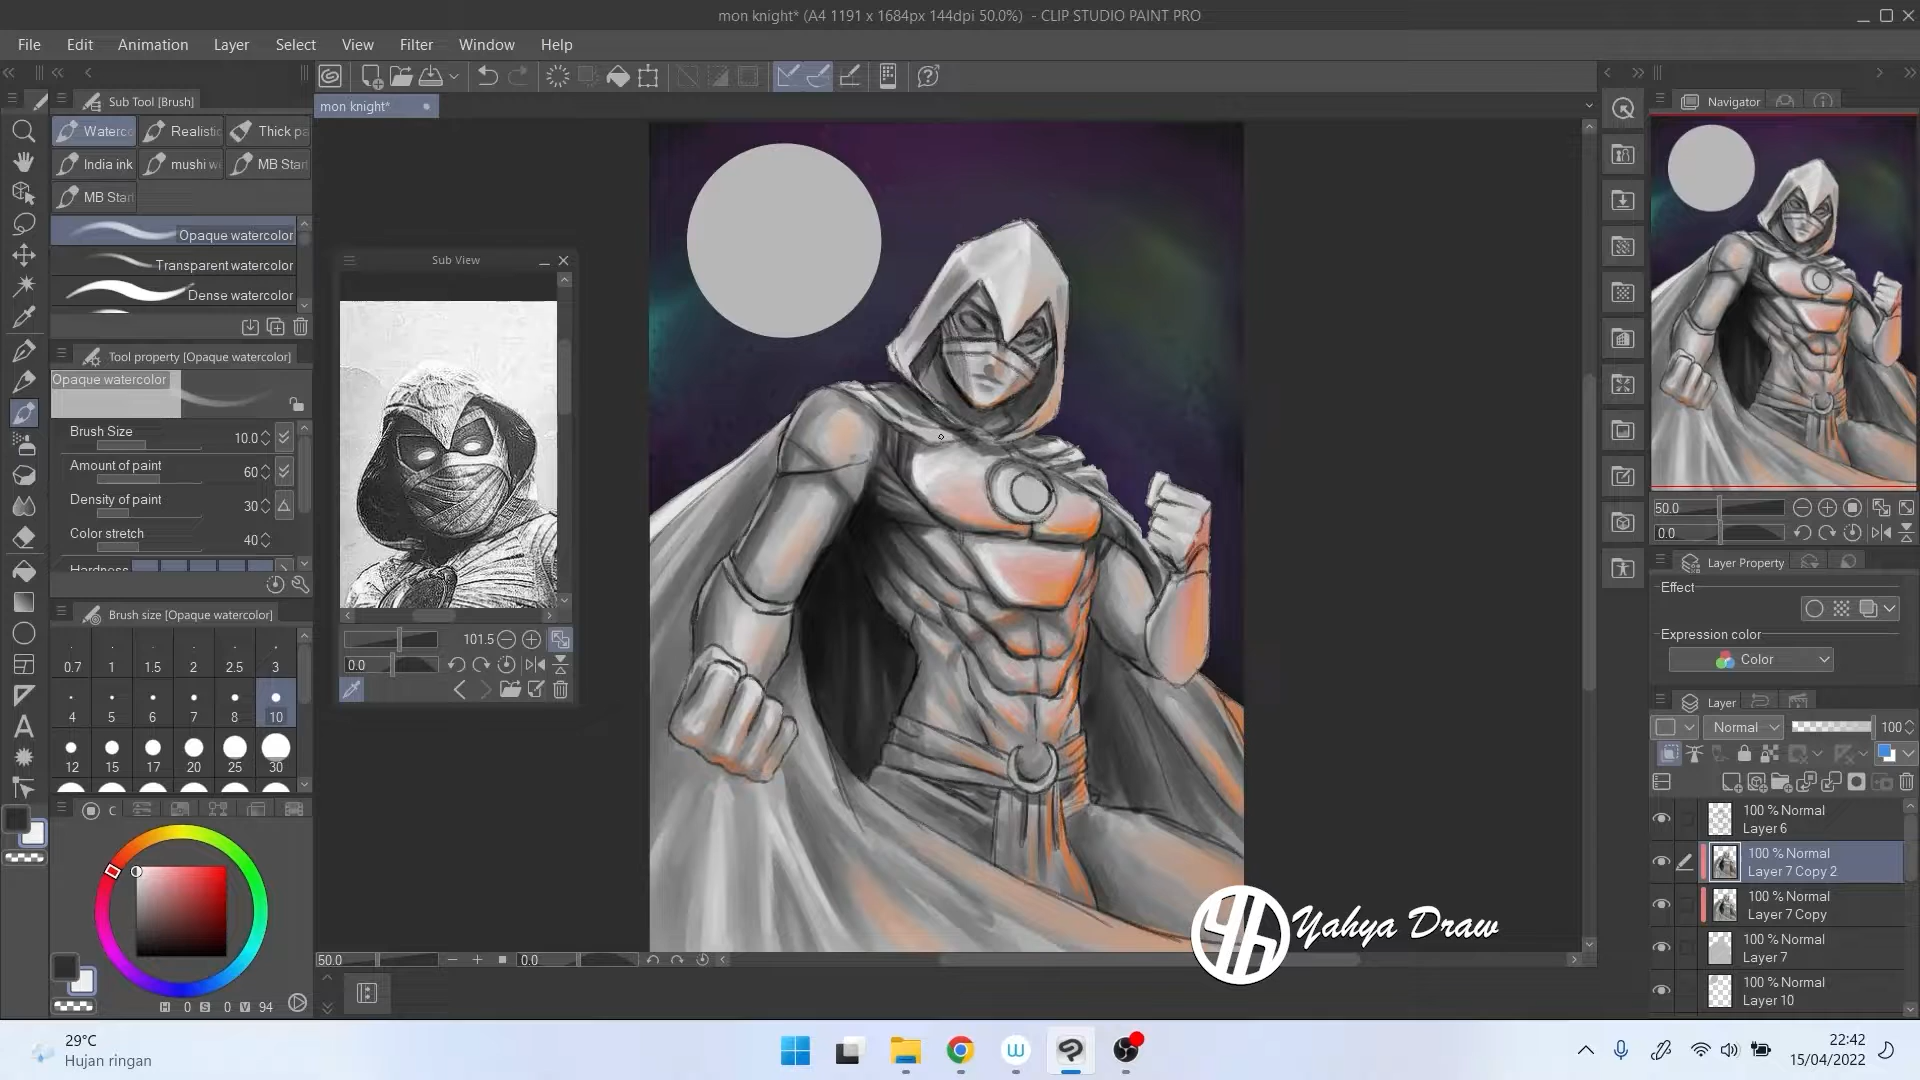 mon knight* (A4 1191 x 1684px 144dpi 50.0%) - CLIP STUDIO PAINT PRO
File Edit Animation Layer Select View Filter Window Help
Sub Tool [Brush]
mon knight*
Navigator
Waterc Realistic Thick pa
India ink mushi w MB Star
MB Star
Opaque watercolor
Transparent watercolor
Dense watercolor
Sub View
Tool property [Opaque watercolor]
Opaque watercolor
Brush Size 10.0
Amount of paint 60
Density of paint 30
Color stretch 40
Hardness
Brush size [Opaque watercolor]
0.7 1 1.5 2 2.5 3
4 5 6 7 8 10
12 15 17 20 25 30
101.5
0.0
50.0
0.0
Layer Property
Effect
Expression color
Color
Layer
Normal 100
100 % Normal
Layer 6
100 % Normal
Layer 7 Copy 2
100 % Normal
Layer 7 Copy
100 % Normal
Layer 7
100 % Normal
Layer 10
C
H 0 S 0 V 94
50.0 0.0
Yahya Draw
29°C
Hujan ringan
22:42
15/04/2022